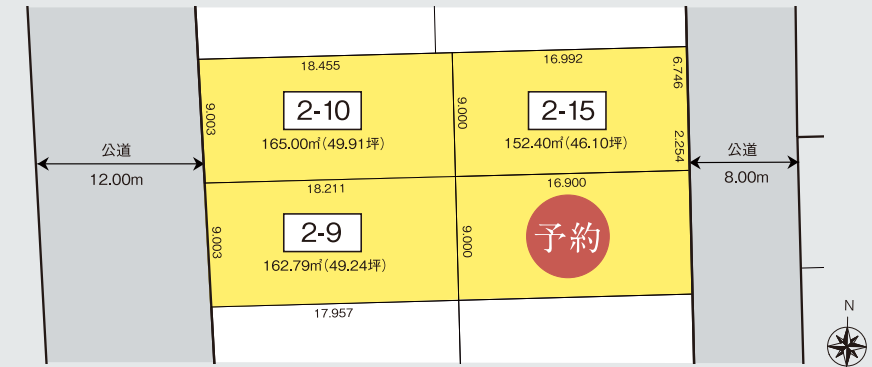 18.455
16.992
6.746
9.003
2-10
165.00㎡(49.91坪)
9.000
2-15
152.40㎡(46.10坪)
2.254
公道
12.00m
公道
8.00m
18.211
16.900
9.003
2-9
162.79㎡(49.24坪)
9.000
予約
17.957
N